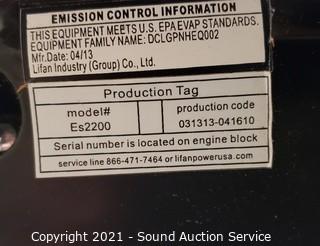 EMISSION CONTROL INFORMATION
THIS EQUIPMENT MEETS U.S. EPA EVAP STANDARDS.
EQUIPMENT FAMILY NAME: DCLGPNHEQ002
Mfr.Date: 04/13
Lifan Industry (Group) Co., Ltd.
Production Tag
model#
Es2200
production code
031313-041610
Serial number is located on engine block
service line 866-471-7464 or lifanpowerusa.com
Copyright 2021 - Sound Auction Service